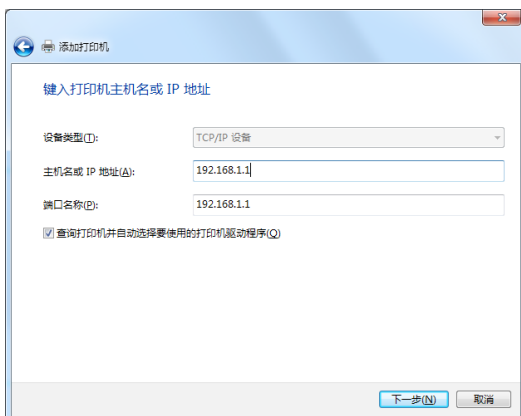 添加打印机
键入打印机主机名或 IP 地址
设备类型(T): TCP/IP 设备
主机名或 IP 地址(A): 192.168.1.1
端口名称(P): 192.168.1.1
查询打印机并自动选择要使用的打印机驱动程序(Q)
下一步(N) 取消